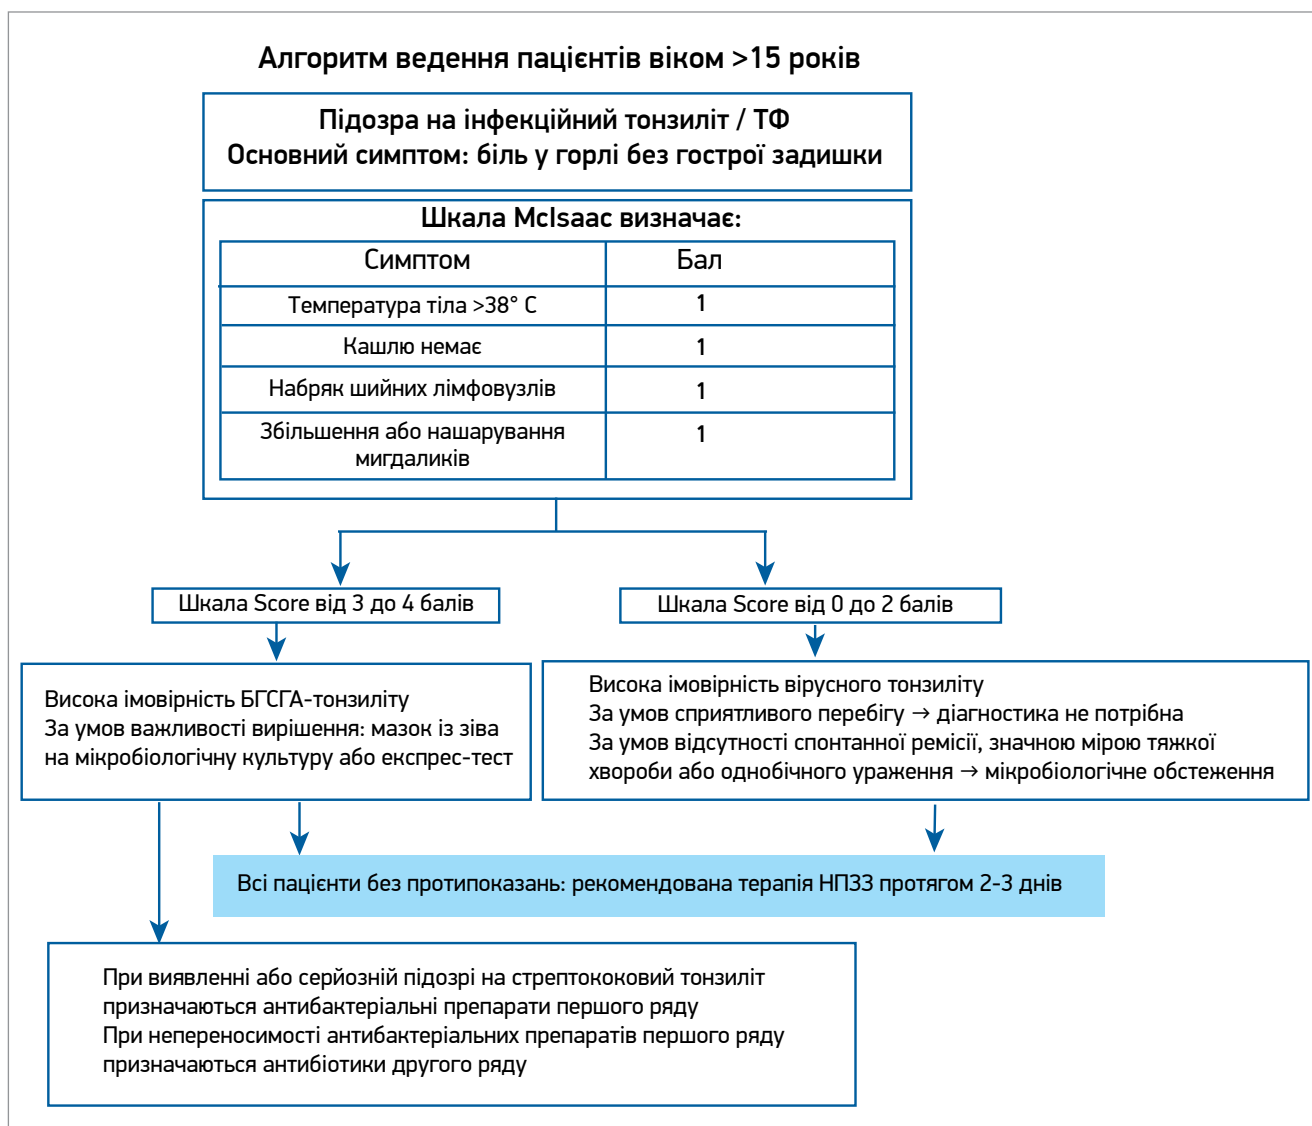 Алгоритм ведення пацієнтів віком >15 років
Підозра на інфекційний тонзиліт / ТФ
Основний симптом: біль у горлі без гострої задишки
Шкала McIsaac визначає:
Симптом Бал
Температура тіла >38° C 1
Кашлю немає 1
Набряк шийних лімфовузлів 1
Збільшення або нашарування 1
мигдаликів
Шкала Score від 3 до 4 балів
Шкала Score від 0 до 2 балів
Висока імовірність БГСГА-тонзиліту
За умов важливості вирішення: мазок із зіва
на мікробіологічну культуру або експрес-тест
Висока імовірність вірусного тонзиліту
За умов сприятливого перебігу → діагностика не потрібна
За умов відсутності спонтанної ремісії, значною мірою тяжкої
хвороби або однобічного ураження → мікробіологічне обстеження
Всі пацієнти без протипоказань: рекомендована терапія НПЗЗ протягом 2-3 днів
При виявленні або серйозній підозрі на стрептококовий тонзиліт
призначаються антибактеріальні препарати першого ряду
При непереносимості антибактеріальних препаратів першого ряду
призначаються антибіотики другого ряду